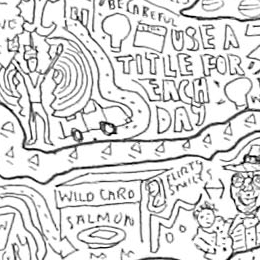 BE CAREFUL
USE A
TITLE FOR
EACH
DAY
FLIRTY
SMILES
WILD CARD
SALMON